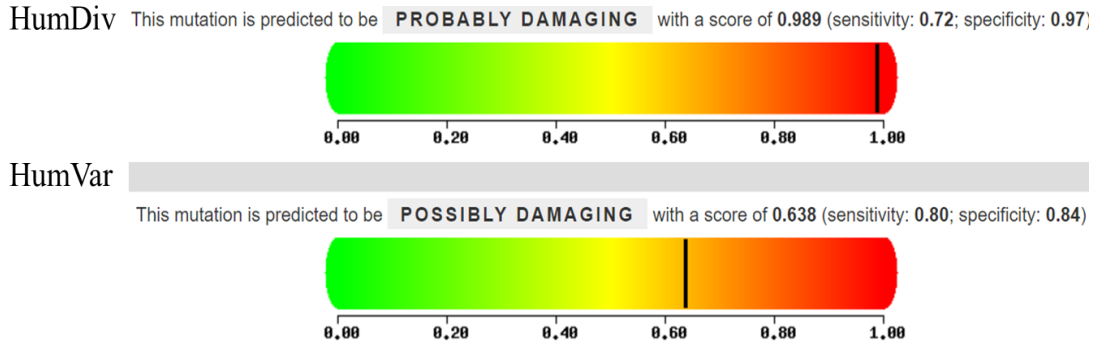 HumDiv This mutation is predicted to be PROBABLY DAMAGING with a score of 0.989 (sensitivity: 0.72; specificity: 0.97)
0.00 0.20 0.40 0.60 0.80 1.00
HumVar
This mutation is predicted to be POSSIBLY DAMAGING with a score of 0.638 (sensitivity: 0.80; specificity: 0.84)
0.00 0.20 0.40 0.60 0.80 1.00